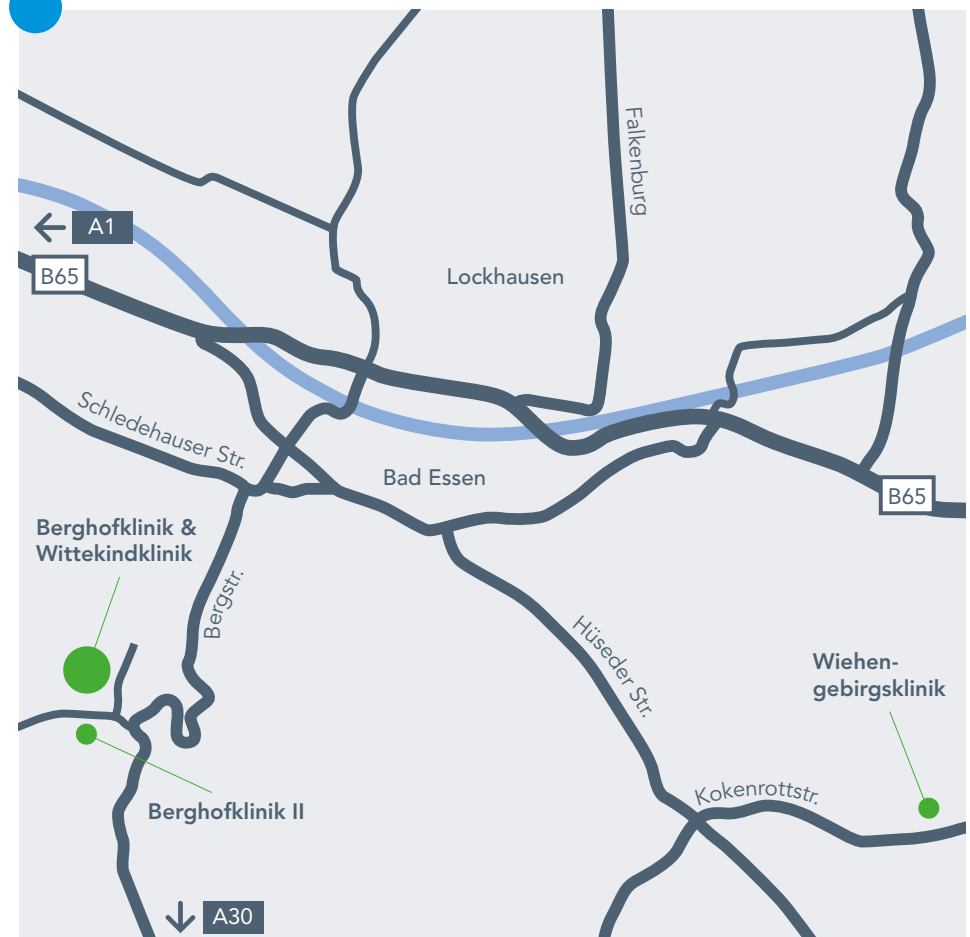 Falkenburg
A1
B65
Lockhausen
Schledehauser Str.
Bad Essen
B65
Berghofklinik &
Wittekindklinik
Bergstr.
Hüseder Str.
Wiehen-
gebirgsklinik
Kokenrottstr.
Berghofklinik II
A30